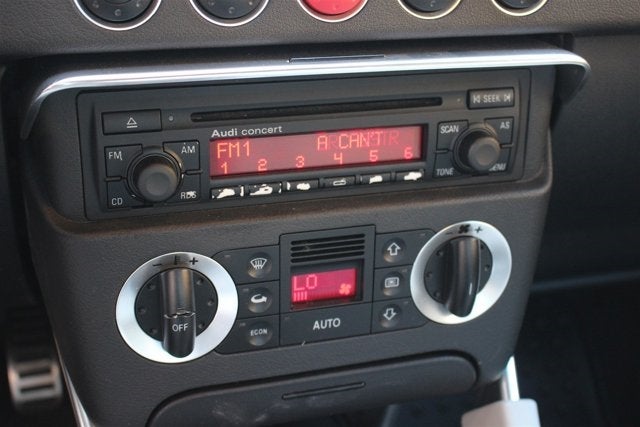 SEEK
Audi concert
FM AM
FM1
1 2 3 4 5 6
SCAN AS
CD RDS
TONE MENU
LO
OFF
ECON
AUTO